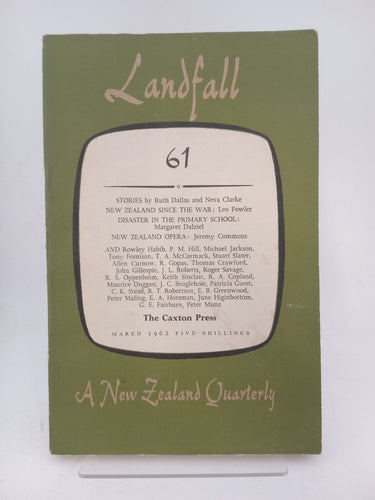 Landfall
61
STORIES by Ruth Dallas and Neva Clarke
NEW ZEALAND SINCE THE WAR: Leo Fowler
DISASTER IN THE PRIMARY SCHOOL:
Margaret Dalziel
NEW ZEALAND OPERA: Jeremy Commons
AND Rowley Habib, P. M. Hill, Michael Jackson,
Tony Fomison, T. A. McCormack, Stuart Slater,
Allen Curnow, R. Gopas, Thomas Crawford,
John Gillespie, J. L. Roberts, Roger Savage,
R. S. Oppenheim, Keith Sinclair, R. A. Copland,
Maurice Duggan, J. C. Beaglehole, Patricia Guest,
C. K. Stead, R. T. Robertson, E. B. Greenwood,
Peter Maling, E. A. Horsman, June Higinbottom,
G. E. Fairburn, Peter Munz
The Caxton Press
MARCH 1962 FIVE SHILLINGS
A New Zealand Quarterly